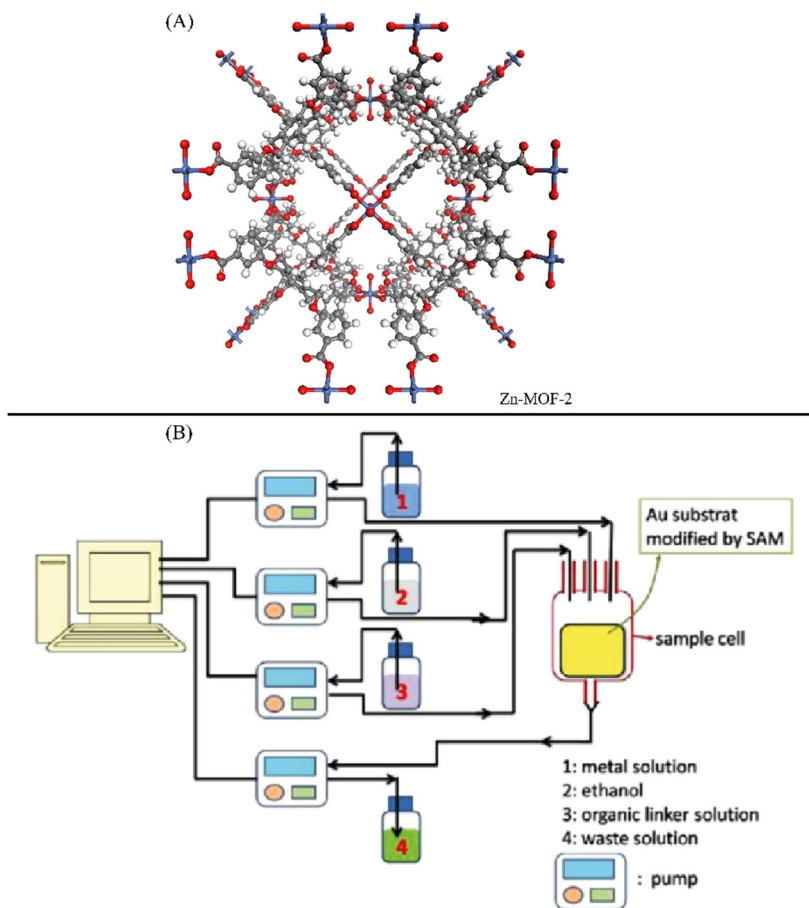 (A)
Zn-MOF-2
(B)
1
2
3
4
Au substrat
modified by SAM
sample cell
1: metal solution
2: ethanol
3: organic linker solution
4: waste solution
: pump